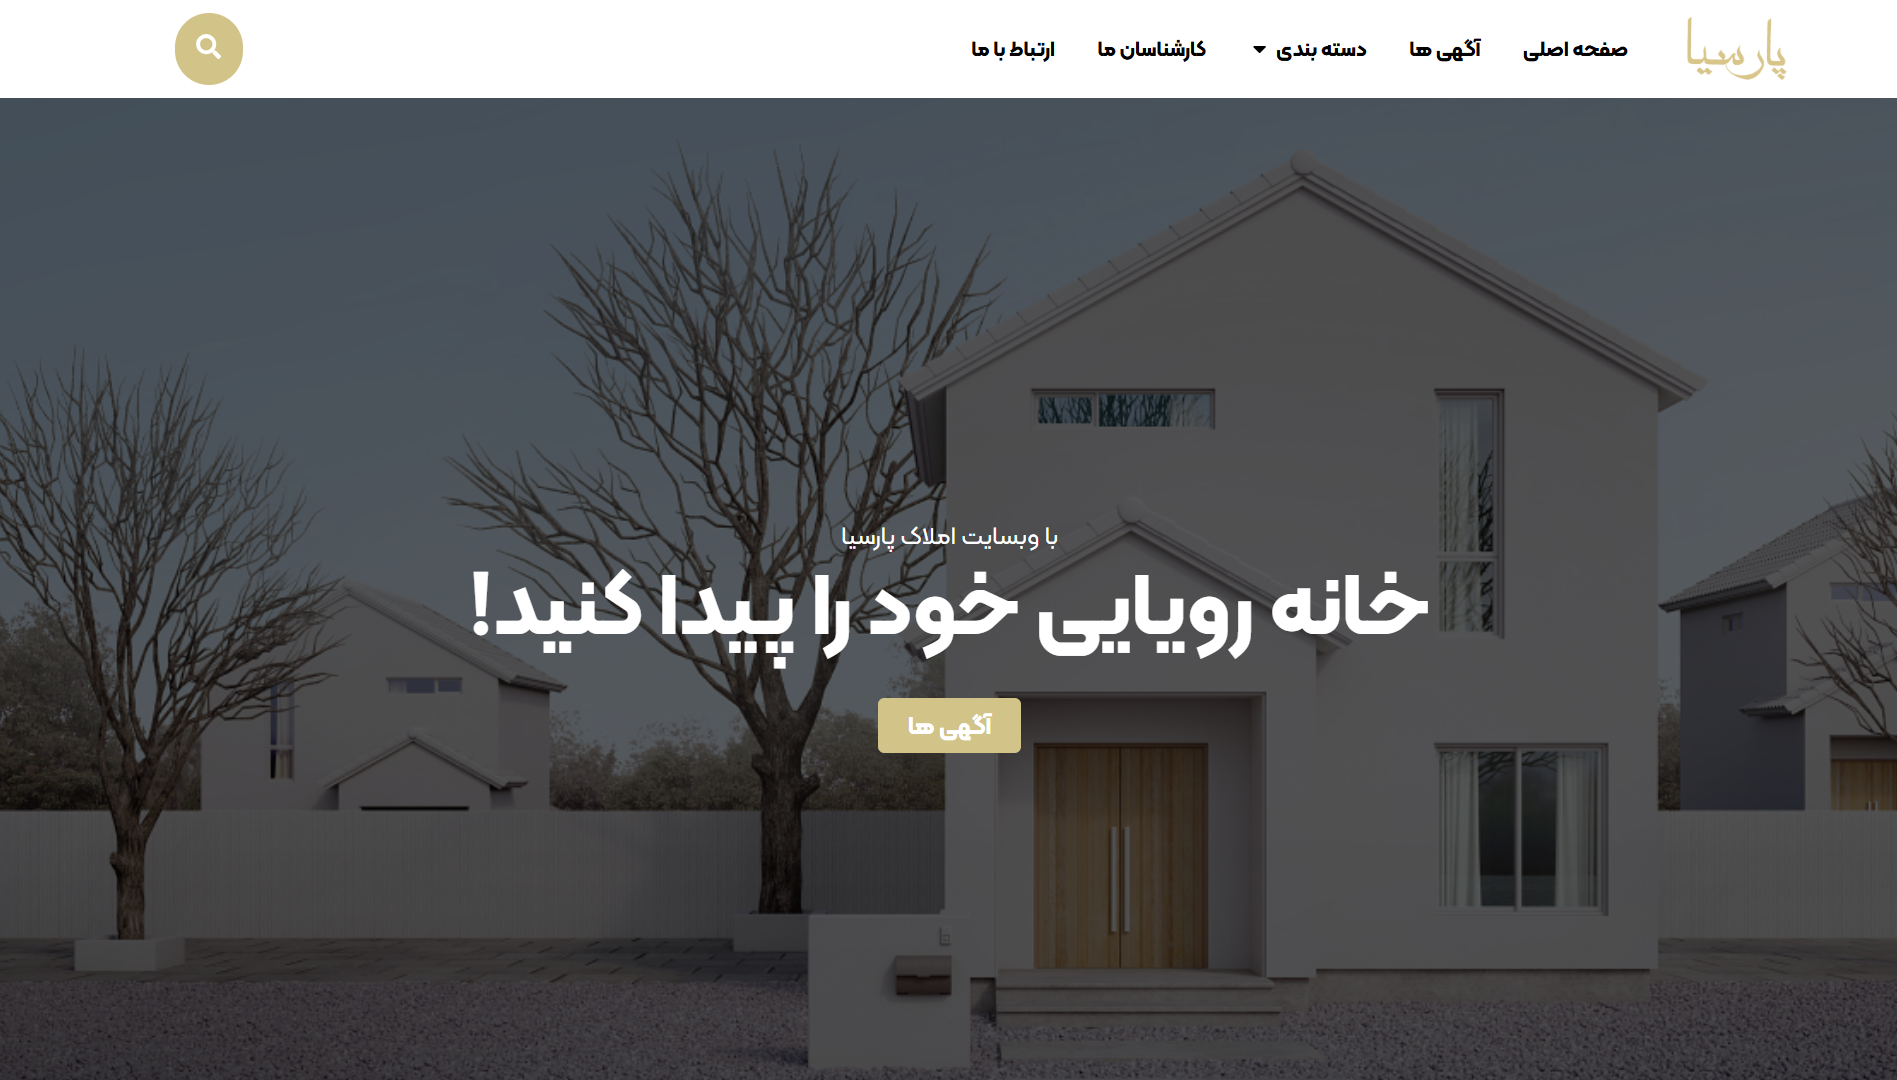 پارسیا
صفحه اصلی
آگهی ها
دسته بندی
کارشناسان ما
ارتباط با ما
با وبسایت املاک پارسیا
خانه رویایی خود را پیدا کنید!
آگهی ها